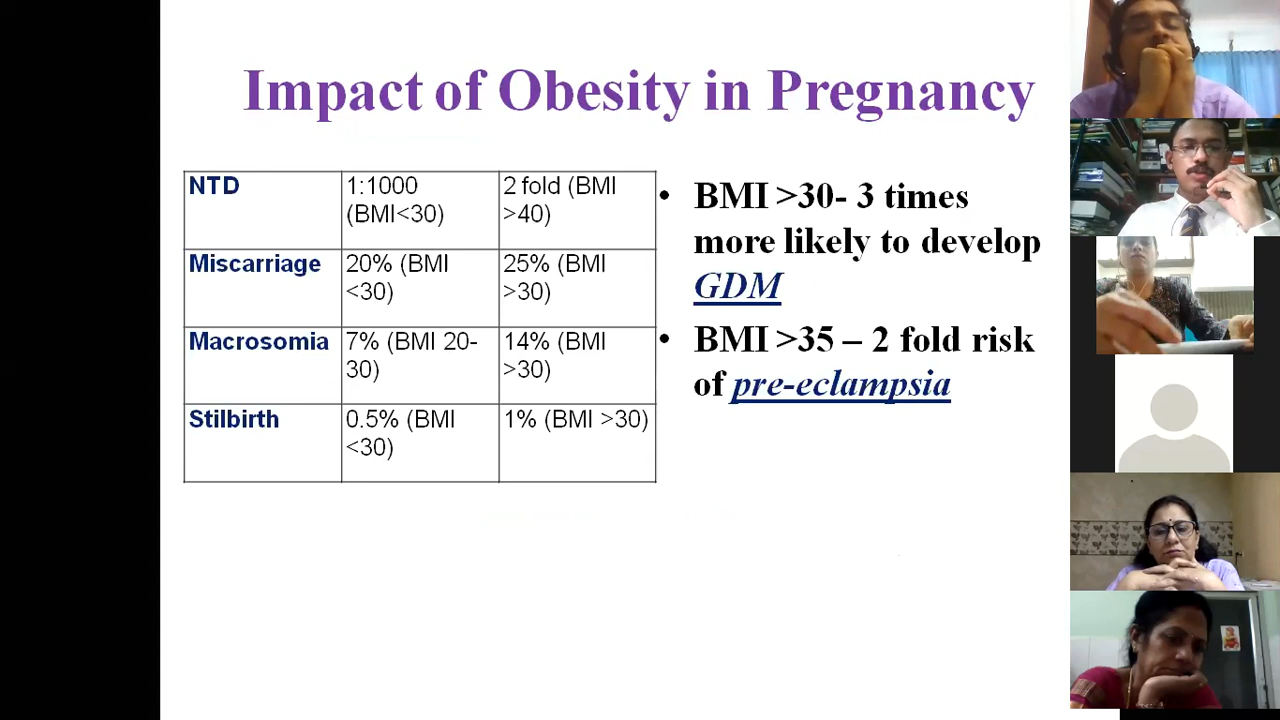 Impact of Obesity in Pregnancy
NTD
1:1000
(BMI<30)
2 fold (BMI
>40)
Miscarriage
20% (BMI
<30)
25% (BMI
>30)
Macrosomia
7% (BMI 20-
30)
14% (BMI
>30)
Stilbirth
0.5% (BMI
<30)
1% (BMI >30)
• BMI >30- 3 times
more likely to develop
GDM
• BMI >35 – 2 fold risk
of pre-eclampsia